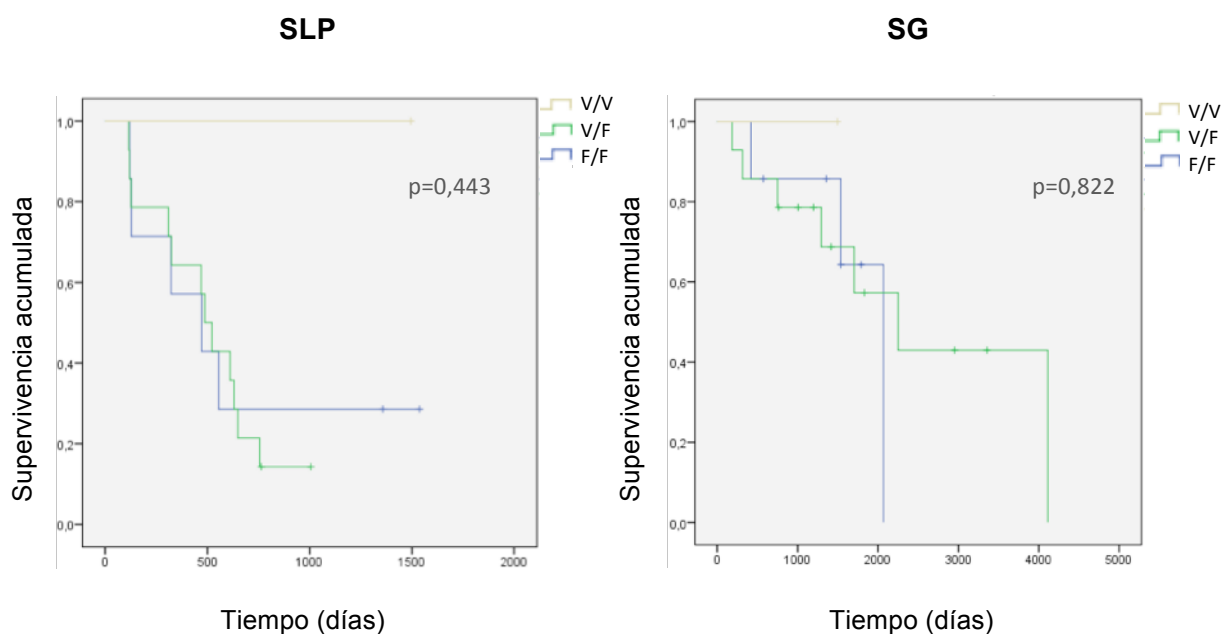 SLP
Supervivencia acumulada
1,0
0,8
0,6
0,4
0,2
0,0
0
500
1000
1500
2000
Tiempo (días)
V/V
V/F
F/F
p=0,443
SG
Supervivencia acumulada
1,0
0,8
0,6
0,4
0,2
0,0
0
1000
2000
3000
4000
5000
Tiempo (días)
V/V
V/F
F/F
p=0,822